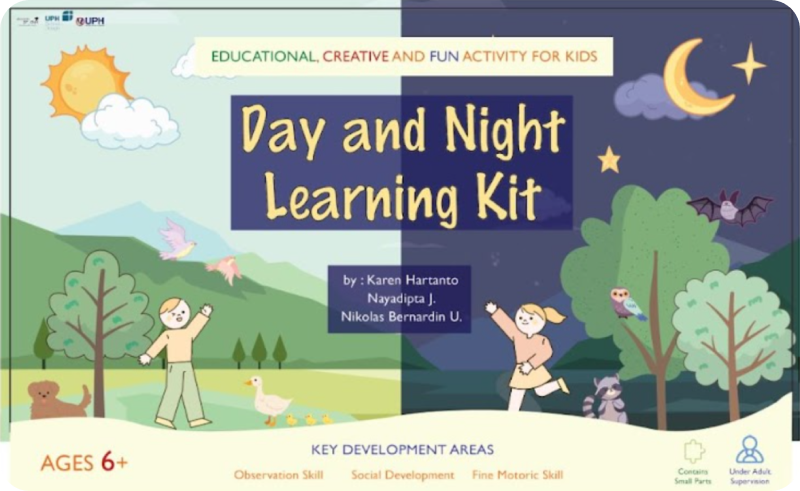 UPH
UPH
EDUCATIONAL, CREATIVE AND FUN ACTIVITY FOR KIDS
Day and Night
Learning Kit
by : Karen Hartanto
Nayadipta J.
Nikolas Bernardin U.
KEY DEVELOPMENT AREAS
AGES 6+
Observation Skill
Social Development
Fine Motoric Skill
Contains
Small Parts
Under Adult
Supervision